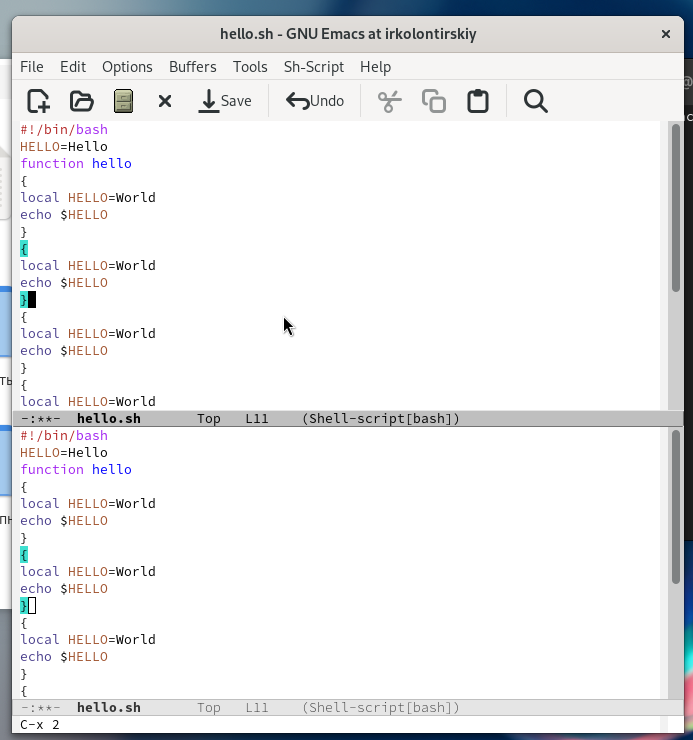 hello.sh - GNU Emacs at irkolontirskiy
File Edit Options Buffers Tools Sh-Script Help
Save Undo
#!/bin/bash
HELLO=Hello
function hello
{
local HELLO=World
echo $HELLO
}
{
local HELLO=World
echo $HELLO
}
{
local HELLO=World
echo $HELLO
}
{
local HELLO=World
-:**- hello.sh Top L11 (Shell-script[bash])
#!/bin/bash
HELLO=Hello
function hello
{
local HELLO=World
echo $HELLO
}
{
local HELLO=World
echo $HELLO
}
{
local HELLO=World
echo $HELLO
}
{
-:**- hello.sh Top L11 (Shell-script[bash])
C-x 2